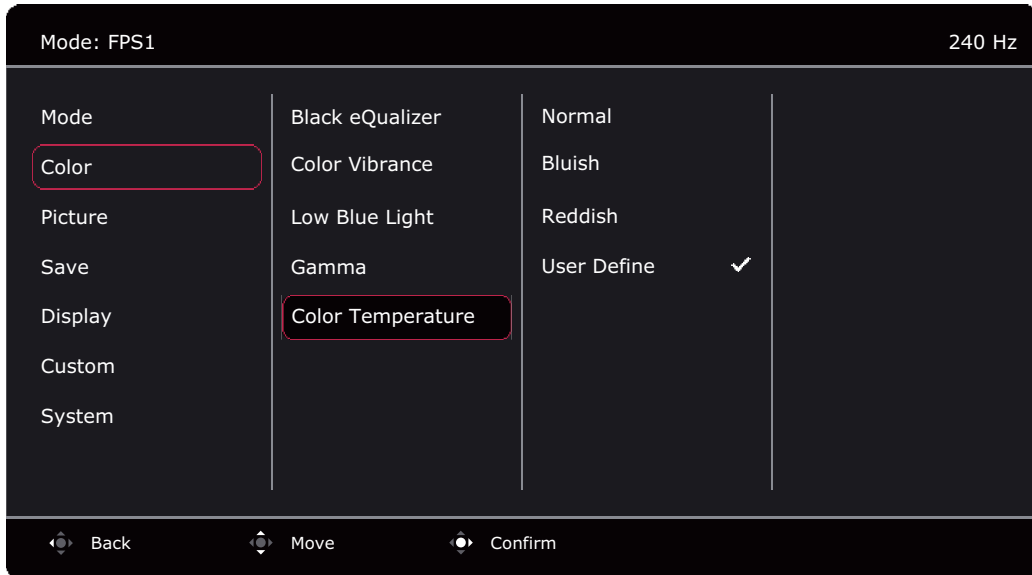 Mode: FPS1
240 Hz
Mode
Color
Picture
Save
Display
Custom
System
Black eQualizer
Color Vibrance
Low Blue Light
Gamma
Color Temperature
Normal
Bluish
Reddish
User Define
Back
Move
Confirm